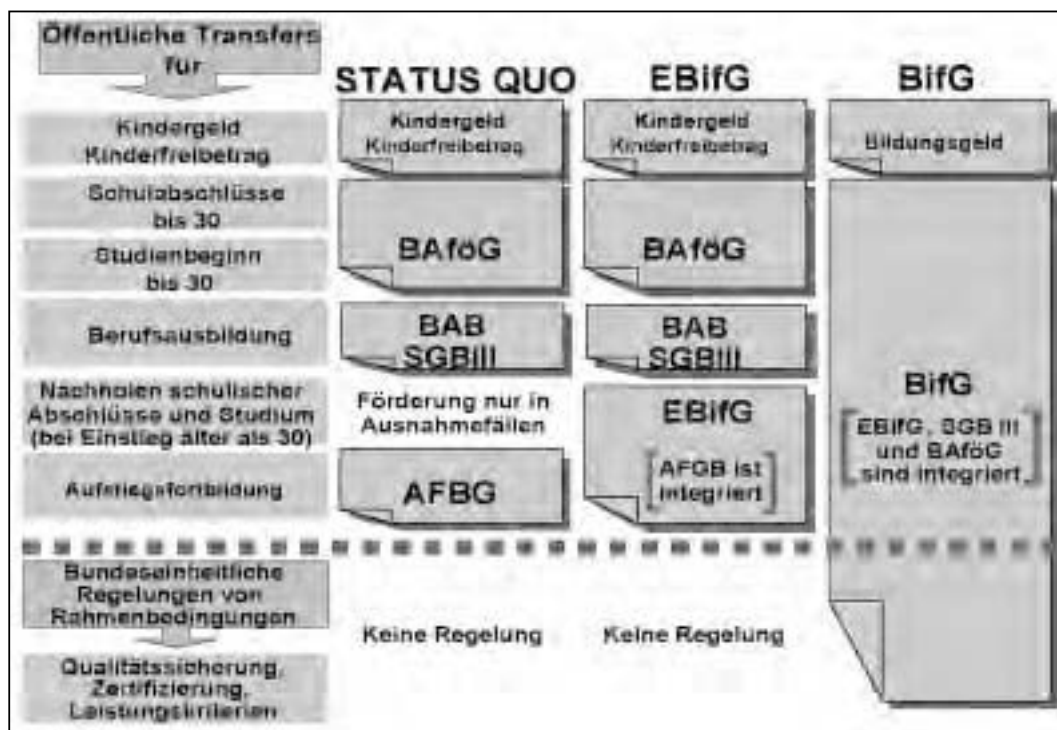 Öffentliche Transfers
für
STATUS QUO
EBifG
BifG
Kindergeld
Kinderfreibetrag
Kindergeld
Kinderfreibetrag
Kindergeld
Kinderfreibetrag
Bildungsgeld
Schulabschlüsse
bis 30
Studienbeginn
bis 30
BAföG
BAföG
Berufsausbildung
BAB
SGBIII
BAB
SGBIII
Nachholen schulischer
Abschlüsse und Studium
(bei Einstieg älter als 30)
Förderung nur in
Ausnahmefällen
EBifG
[AFGB ist
integriert]
BifG
[EBifG, SGB III
und BAföG
sind integriert]
Aufstiegsfortbildung
AFBG
Bundeseinheitliche
Regelungen von
Rahmenbedingungen
Keine Regelung
Keine Regelung
Qualitätssicherung,
Zertifizierung,
Leistungskriterien